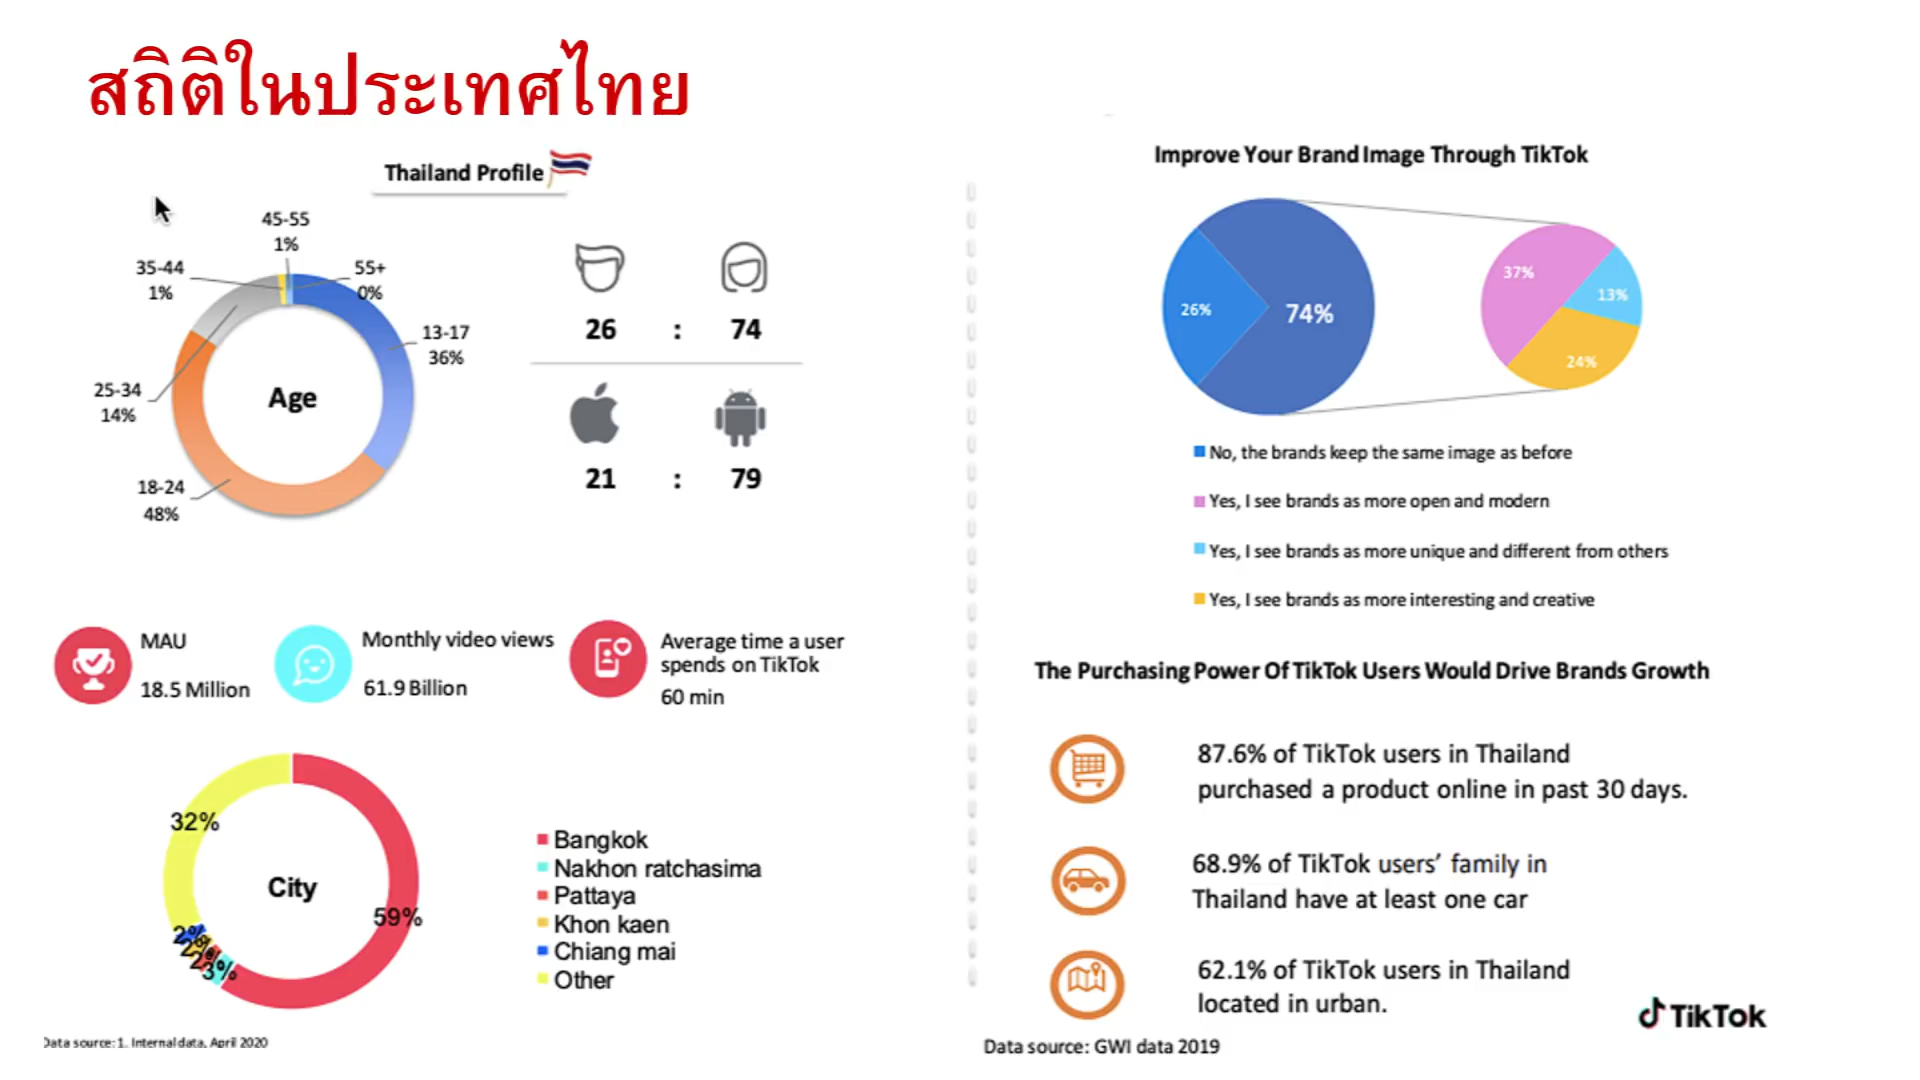 สถิติในประเทศไทย
Thailand Profile
45-55
1%
35-44
1%
55+
0%
13-17
36%
25-34
14%
Age
18-24
48%
26 : 74
21 : 79
MAU
18.5 Million
Monthly video views
61.9 Billion
Average time a user
spends on TikTok
60 min
32%
City
59%
2%
2%
2%
3%
Bangkok
Nakhon ratchasima
Pattaya
Khon kaen
Chiang mai
Other
Data source: 1. Internal data, April 2020
Improve Your Brand Image Through TikTok
26%
74%
37%
13%
24%
No, the brands keep the same image as before
Yes, I see brands as more open and modern
Yes, I see brands as more unique and different from others
Yes, I see brands as more interesting and creative
The Purchasing Power Of TikTok Users Would Drive Brands Growth
87.6% of TikTok users in Thailand
purchased a product online in past 30 days.
68.9% of TikTok users’ family in
Thailand have at least one car
62.1% of TikTok users in Thailand
located in urban.
TikTok
Data source: GWI data 2019